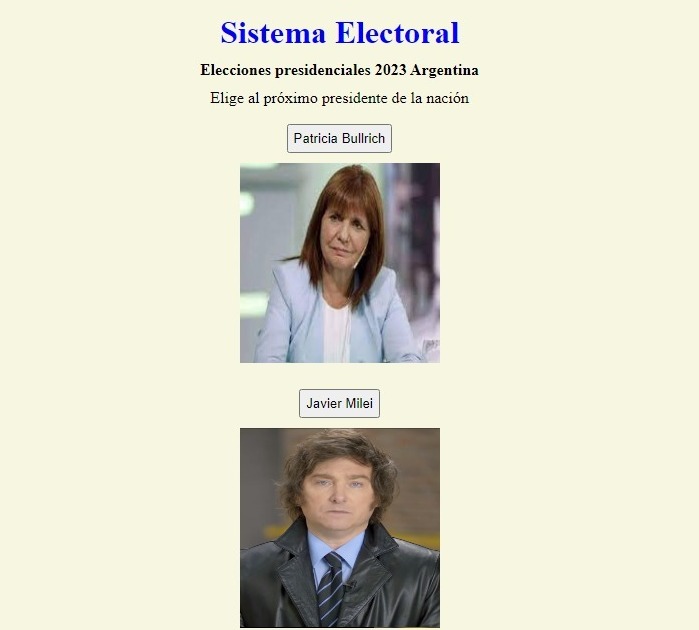 Sistema Electoral
Elecciones presidenciales 2023 Argentina
Elige al próximo presidente de la nación
Patricia Bullrich
Javier Milei